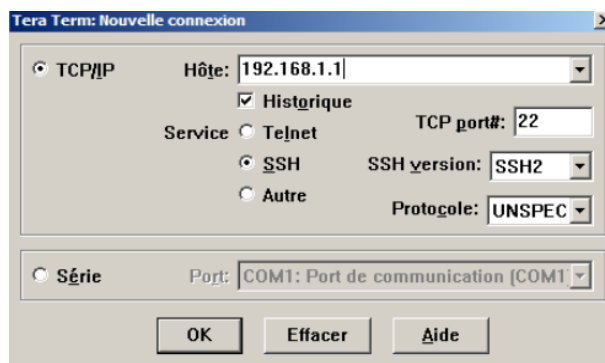 Tera Term: Nouvelle connexion
TCP/IP Hôte: 192.168.1.1
Historique
Service Telnet TCP port#: 22
SSH SSH version: SSH2
Autre Protocole: UNSPEC
Série Port: COM1: Port de communication (COM1
OK Effacer Aide